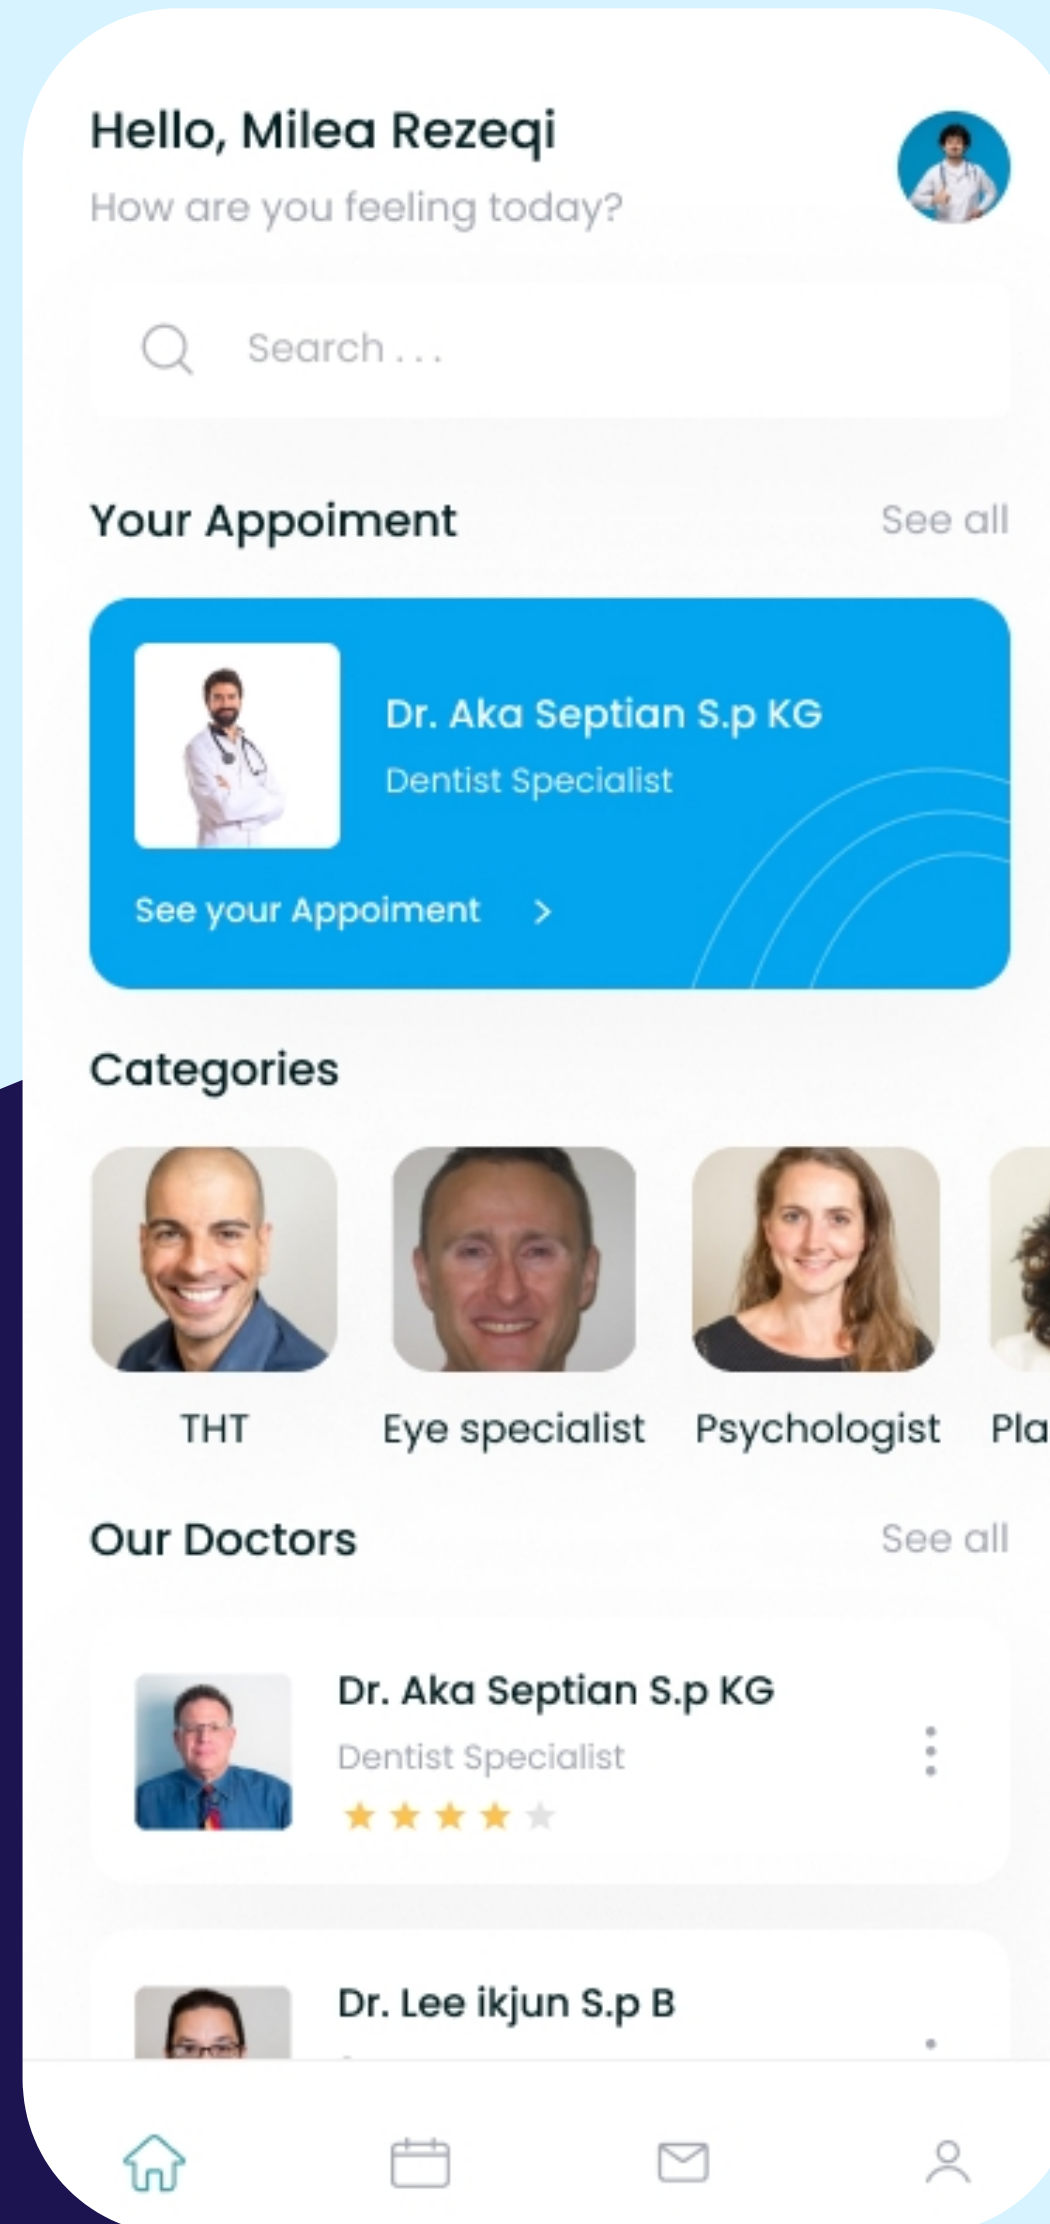 Hello, Milea Rezeqi
How are you feeling today?
Search . . .
Your Appoiment
See all
Dr. Aka Septian S.p KG
Dentist Specialist
See your Appoiment
Categories
THT
Eye specialist
Psychologist
Pla
Our Doctors
See all
Dr. Aka Septian S.p KG
Dentist Specialist
Dr. Lee ikjun S.p B